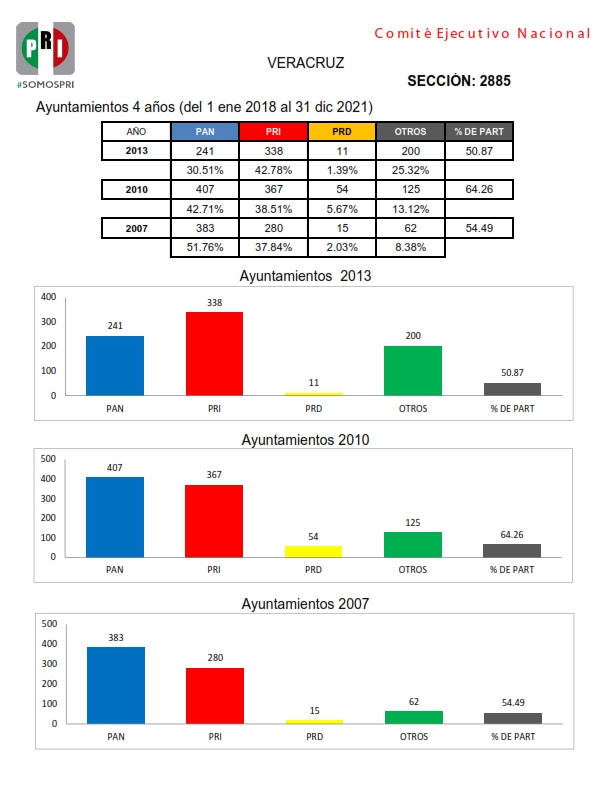 PRI
#SOMOSPRI
Comité Ejecutivo Nacional
VERACRUZ
SECCIÓN: 2885
Ayuntamientos 4 años (del 1 ene 2018 al 31 dic 2021)
AÑO PAN PRI PRD OTROS % DE PART
2013 241 338 11 200 50.87
30.51% 42.78% 1.39% 25.32%
2010 407 367 54 125 64.26
42.71% 38.51% 5.67% 13.12%
2007 383 280 15 62 54.49
51.76% 37.84% 2.03% 8.38%
Ayuntamientos 2013
400
300
200
100
0
241 338 11 200 50.87
PAN PRI PRD OTROS % DE PART
Ayuntamientos 2010
500
400
300
200
100
0
407 367 54 125 64.26
PAN PRI PRD OTROS % DE PART
Ayuntamientos 2007
500
400
300
200
100
0
383 280 15 62 54.49
PAN PRI PRD OTROS % DE PART